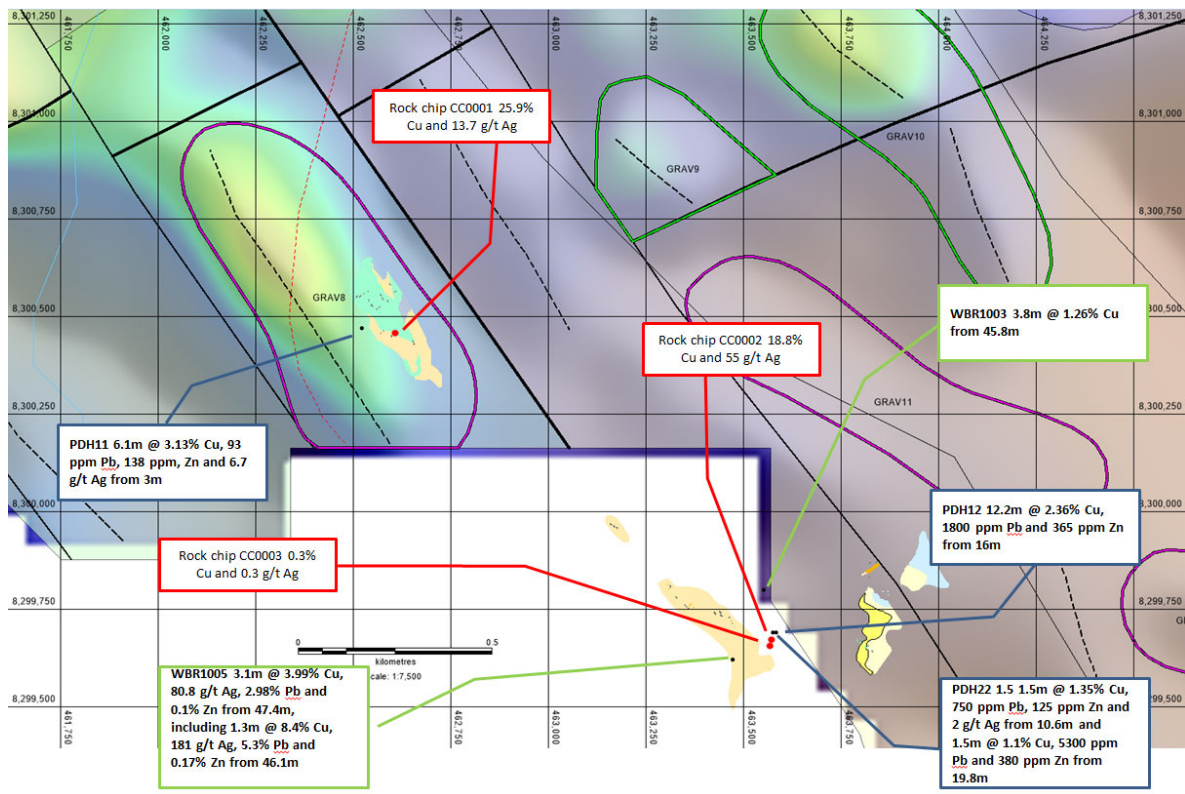 8,301,250
461,750
462,000
462,250
462,500
462,750
463,000
463,250
463,500
463,750
464,000
464,250
8,301,250
Rock chip CC0001 25.9%
Cu and 13.7 g/t Ag
8,301,000
8,301,000
GRAV10
GRAV9
8,300,750
8,300,750
GRAV8
WBR1003 3.8m @ 1.26% Cu
from 45.8m
8,300,500
8,300,500
Rock chip CC0002 18.8%
Cu and 55 g/t Ag
GRAV11
8,300,250
8,300,250
PDH11 6.1m @ 3.13% Cu, 93
ppm Pb, 138 ppm, Zn and 6.7
g/t Ag from 3m
8,300,000
8,300,000
PDH12 12.2m @ 2.36% Cu,
1800 ppm Pb and 365 ppm Zn
from 16m
Rock chip CC0003 0.3%
Cu and 0.3 g/t Ag
8,299,750
8,299,750
0
0.5
kilometres
cale: 1:7,500
WBR1005 3.1m @ 3.99% Cu,
80.8 g/t Ag, 2.98% Pb and
0.1% Zn from 47.4m,
including 1.3m @ 8.4% Cu,
181 g/t Ag, 5.3% Pb and
0.17% Zn from 46.1m
PDH22 1.5 1.5m @ 1.35% Cu,
750 ppm Pb, 125 ppm Zn and
2 g/t Ag from 10.6m and
1.5m @ 1.1% Cu, 5300 ppm
Pb and 380 ppm Zn from
19.8m
8,299,500
8,299,500
461,750
462,750
463,000
463,250
463,500
463,750